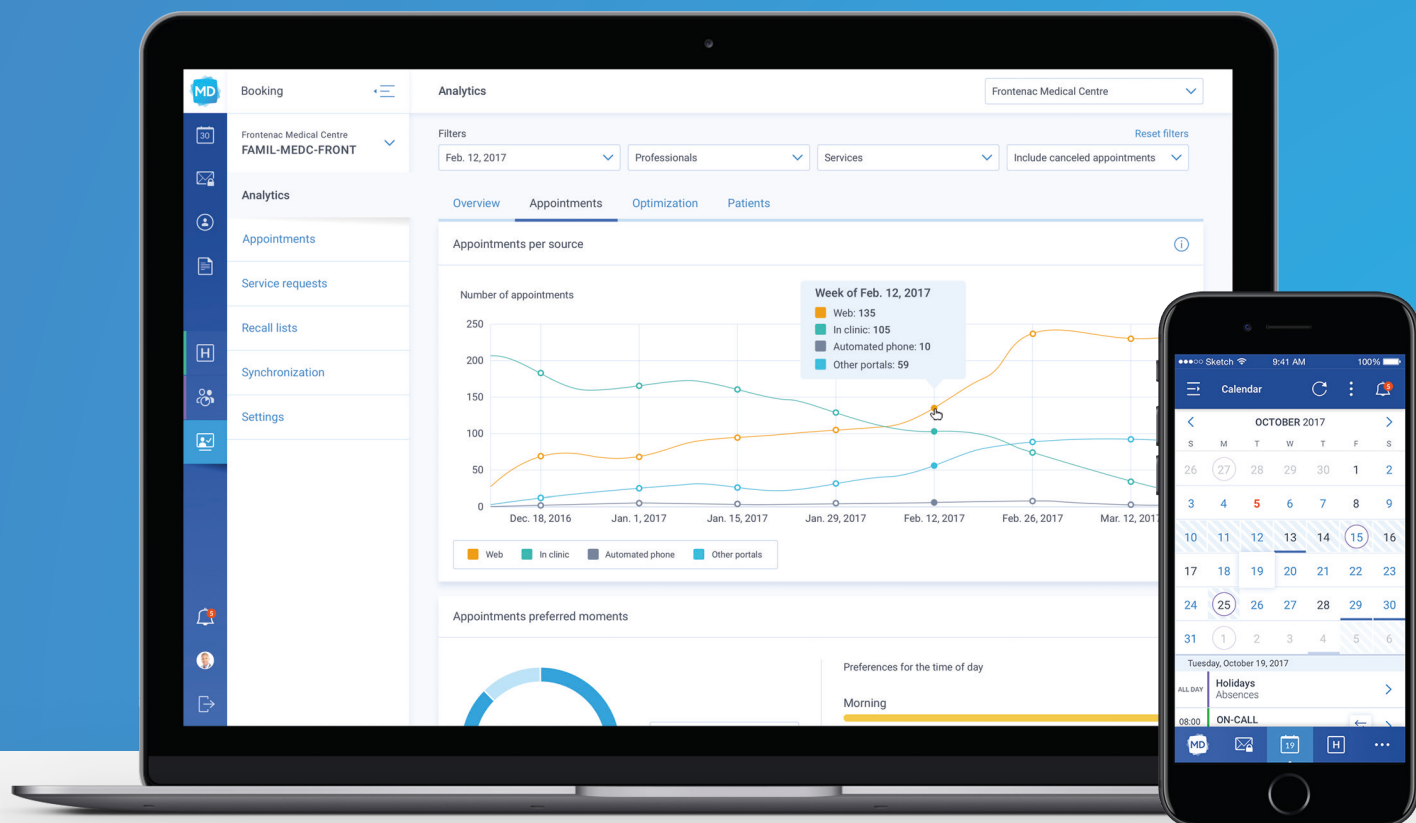 MD
Booking
Analytics
Frontenac Medical Centre
30
Frontenac Medical Centre
FAMIL-MEDC-FRONT
Filters
Reset filters
Feb. 12, 2017
Professionals
Services
Include canceled appointments
Analytics
Overview
Appointments
Optimization
Patients
Appointments
Service requests
Recall lists
Synchronization
Settings
H
5
Appointments per source
Number of appointments
Week of Feb. 12, 2017
Web: 135
In clinic: 105
Automated phone: 10
Other portals: 59
250
200
150
100
50
0
Dec. 18, 2016 Jan. 1, 2017 Jan. 15, 2017 Jan. 29, 2017 Feb. 12, 2017 Feb. 26, 2017 Mar. 12, 201
Web In clinic Automated phone Other portals
Appointments preferred moments
Preferences for the time of day
Morning
Sketch 9:41 AM 100%
Calendar 5
OCTOBER 2017
S M T W T F S
26 27 28 29 30 1 2
3 4 5 6 7 8 9
10 11 12 13 14 15 16
17 18 19 20 21 22 23
24 25 26 27 28 29 30
31 1 2 3 4 5 6
Tuesday, October 19, 2017
ALL DAY
Holidays
Absences
08:00
ON-CALL
MD 19 H